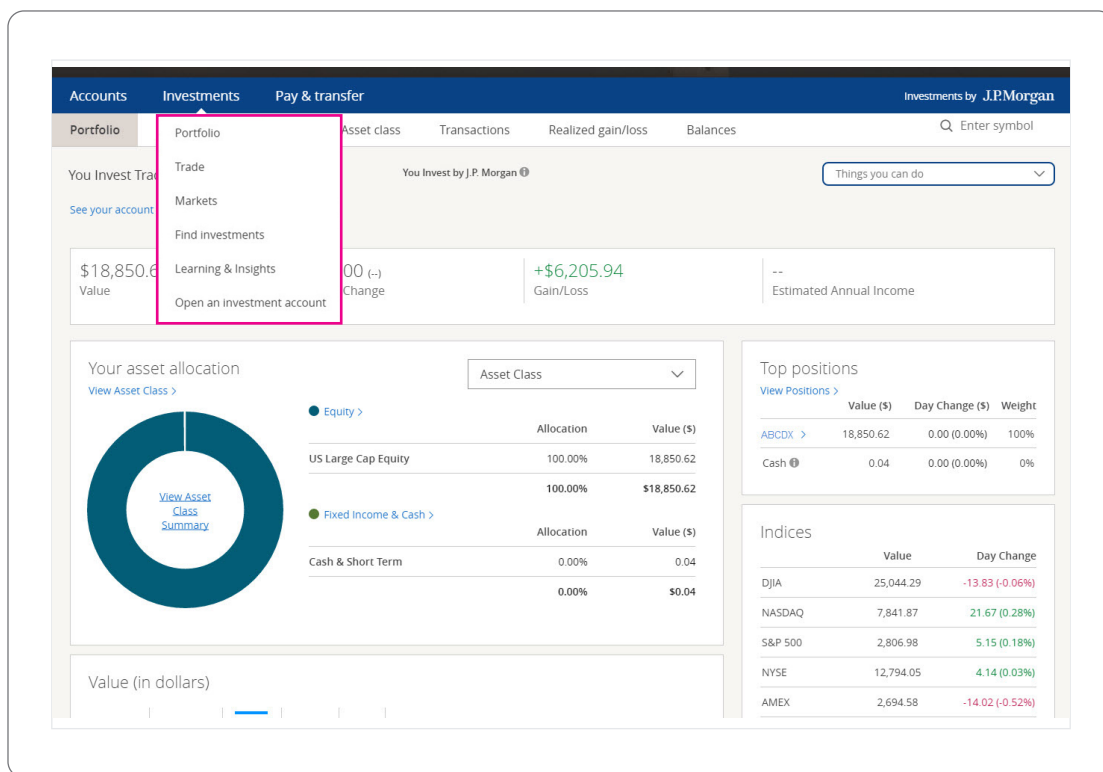 Accounts Investments Pay & transfer Investments by J.P.Morgan
Portfolio Asset class Transactions Realized gain/loss Balances Enter symbol
Portfolio
Trade
Markets
Find investments
Learning & Insights
Open an investment account
You Invest Tra You Invest by J.P. Morgan Things you can do
See your account
$18,850.6 00 (--) +$6,205.94 --
Value Change Gain/Loss Estimated Annual Income
Your asset allocation Asset Class
View Asset Class >
View Asset
Class
Summary
Equity >
Allocation Value ($)
US Large Cap Equity 100.00% 18,850.62
100.00% $18,850.62
Fixed Income & Cash >
Allocation Value ($)
Cash & Short Term 0.00% 0.04
0.00% $0.04
Top positions
View Positions >
Value ($) Day Change ($) Weight
ABCDX > 18,850.62 0.00 (0.00%) 100%
Cash 0.04 0.00 (0.00%) 0%
Indices
Value Day Change
DJIA 25,044.29 -13.83 (-0.06%)
NASDAQ 7,841.87 21.67 (0.28%)
S&P 500 2,806.98 5.15 (0.18%)
NYSE 12,794.05 4.14 (0.03%)
AMEX 2,694.58 -14.02 (-0.52%)
Value (in dollars)